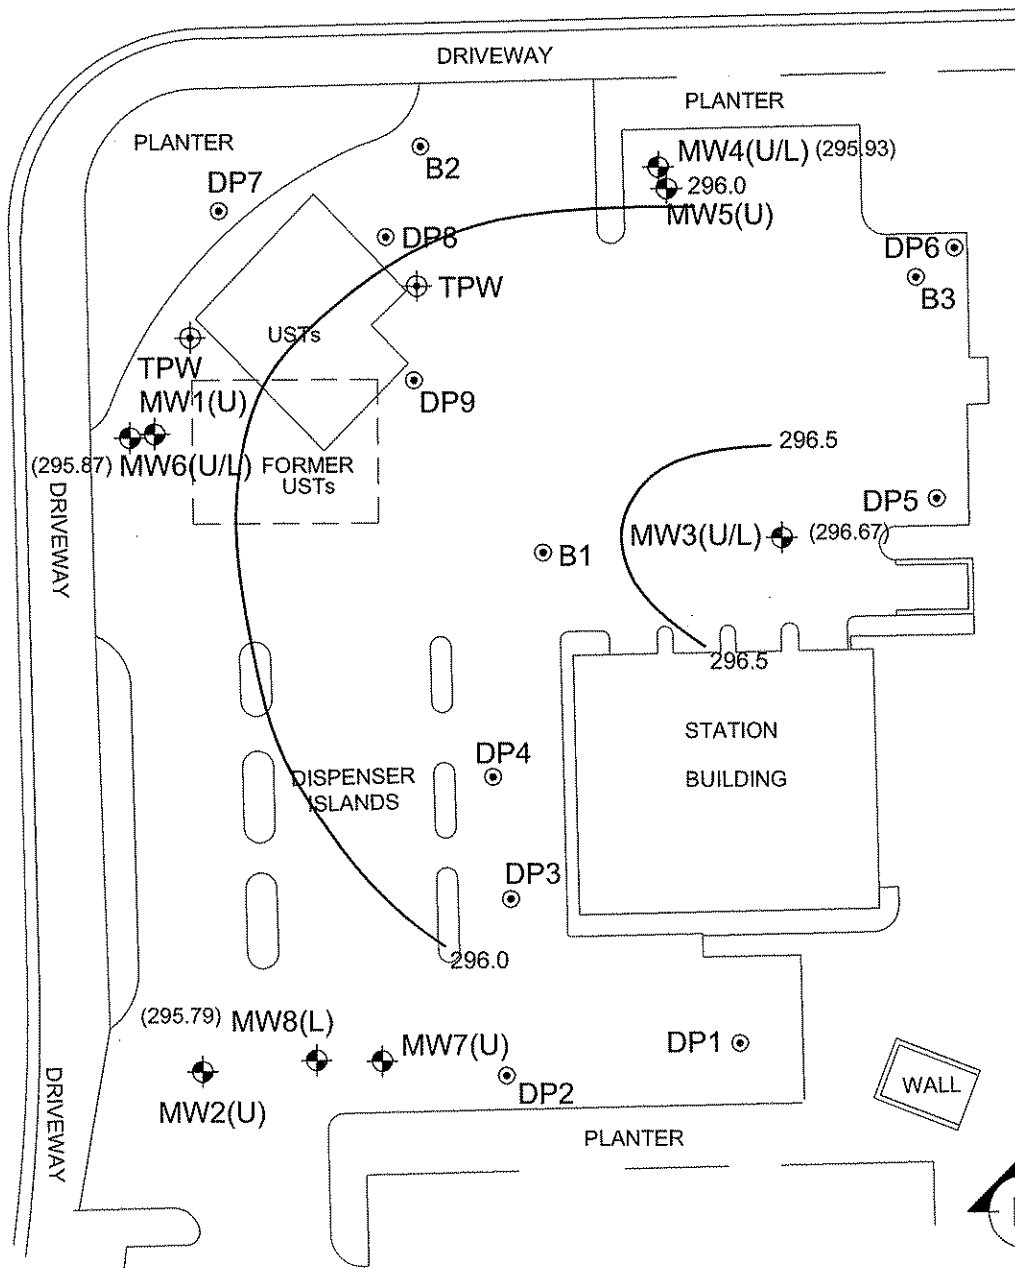 DRIVEWAY
PLANTER
PLANTER
B2
MW4(U/L) (295.93)
DP7
296.0
MW5(U)
DP8
DP6
TPW
B3
USTs
TPW
DP9
MW1(U)
296.5
(295.87) MW6(U/L)
FORMER
USTs
DRIVEWAY
DP5
MW3(U/L) (296.67)
B1
296.5
STATION
BUILDING
DP4
DISPENSER
ISLANDS
DP3
296.0
(295.79) MW8(L)
MW7(U)
DP1
DRIVEWAY
DP2
WALL
MW2(U)
PLANTER